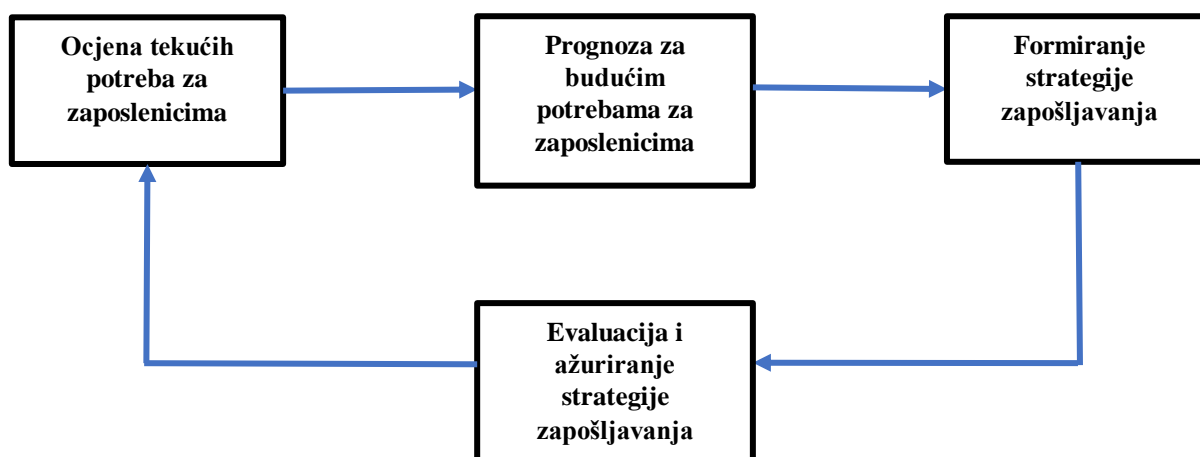 Ocjena tekućih
potreba za
zaposlenicima
Prognoza za
budućim
potrebama za
zaposlenicima
Formiranje
strategije
zapošljavanja
Evaluacija i
ažuriranje
strategije
zapošljavanja